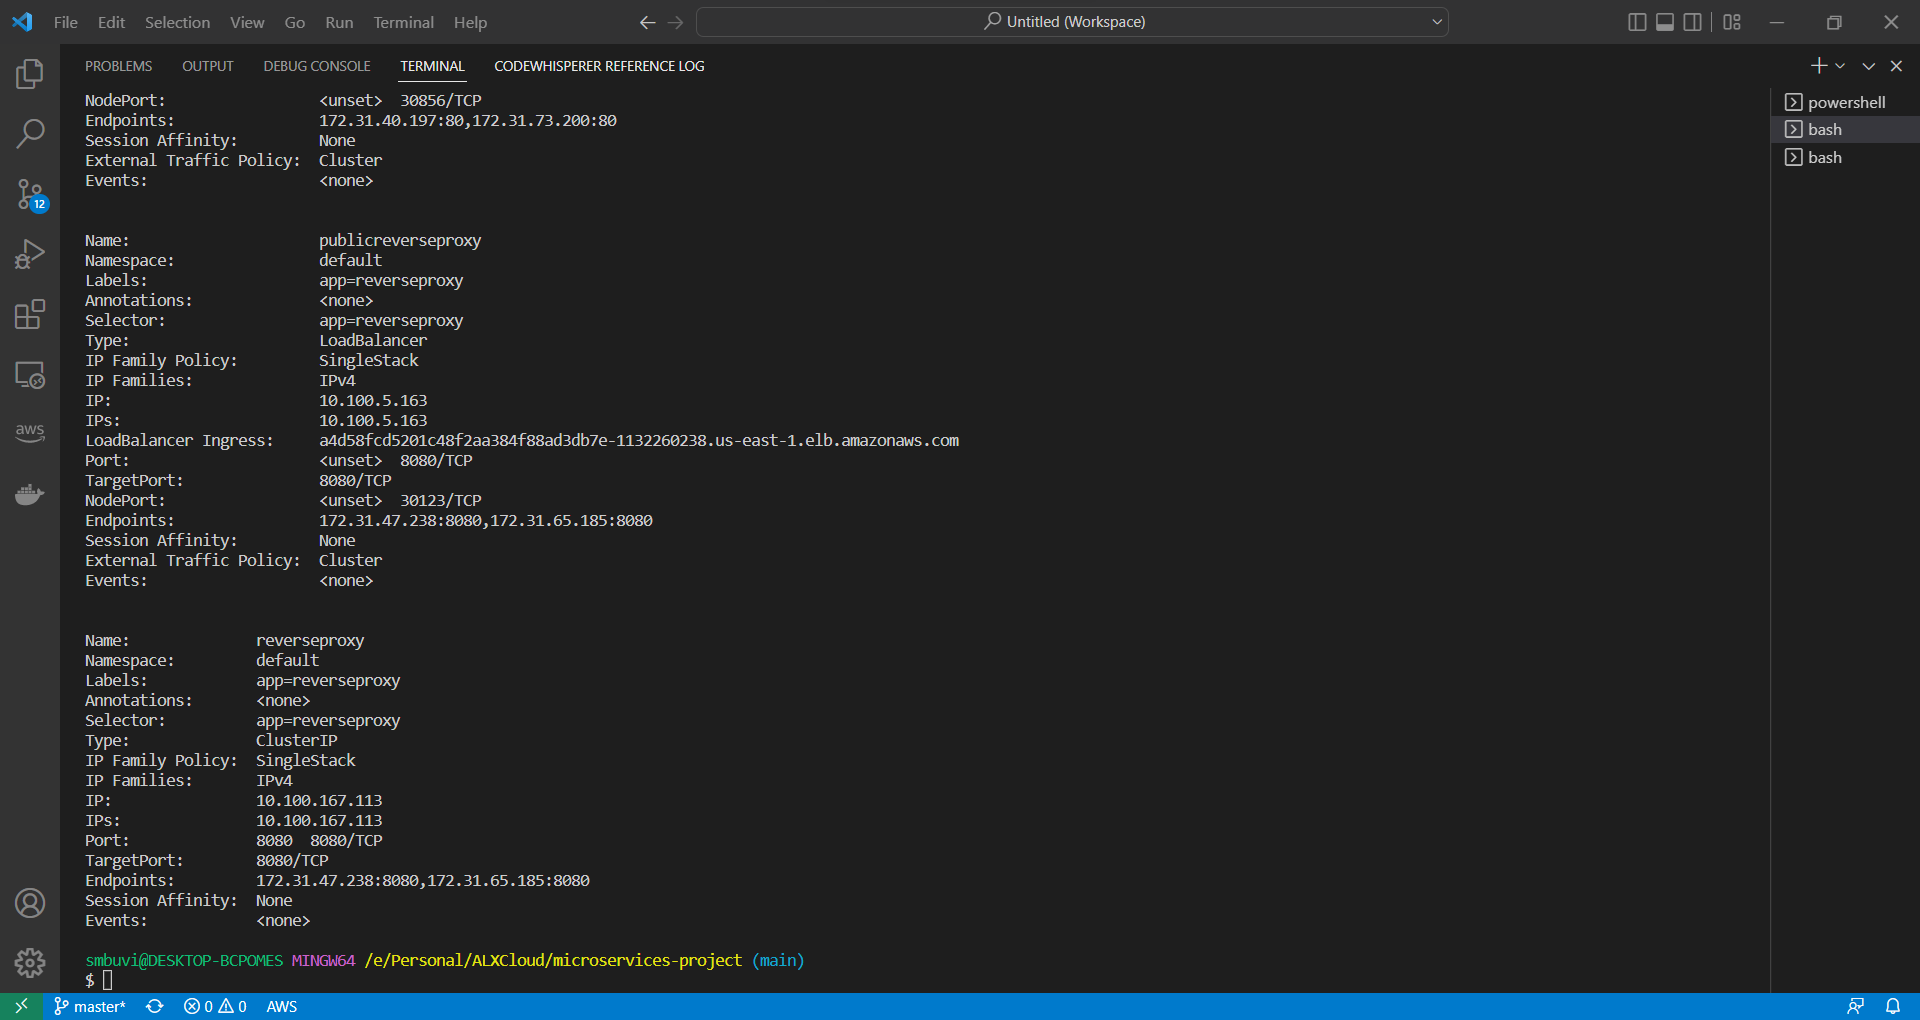 File Edit Selection View Go Run Terminal Help Untitled (Workspace)
PROBLEMS OUTPUT DEBUG CONSOLE TERMINAL CODEWHISPERER REFERENCE LOG
NodePort: <unset> 30856/TCP
Endpoints: 172.31.40.197:80,172.31.73.200:80
Session Affinity: None
External Traffic Policy: Cluster
Events: <none>
Name: publicreverseproxy
Namespace: default
Labels: app=reverseproxy
Annotations: <none>
Selector: app=reverseproxy
Type: LoadBalancer
IP Family Policy: SingleStack
IP Families: IPv4
IP: 10.100.5.163
IPs: 10.100.5.163
LoadBalancer Ingress: a4d58fcd5201c48f2aa384f88ad3db7e-1132260238.us-east-1.elb.amazonaws.com
Port: <unset> 8080/TCP
TargetPort: 8080/TCP
NodePort: <unset> 30123/TCP
Endpoints: 172.31.47.238:8080,172.31.65.185:8080
Session Affinity: None
External Traffic Policy: Cluster
Events: <none>
Name: reverseproxy
Namespace: default
Labels: app=reverseproxy
Annotations: <none>
Selector: app=reverseproxy
Type: ClusterIP
IP Family Policy: SingleStack
IP Families: IPv4
IP: 10.100.167.113
IPs: 10.100.167.113
Port: 8080 8080/TCP
TargetPort: 8080/TCP
Endpoints: 172.31.47.238:8080,172.31.65.185:8080
Session Affinity: None
Events: <none>
smbuvi@DESKTOP-BCPOMES MINGW64 /e/Personal/ALXCloud/microservices-project (main)
$
powershell
bash
bash
12
aws
master* 0 0 AWS